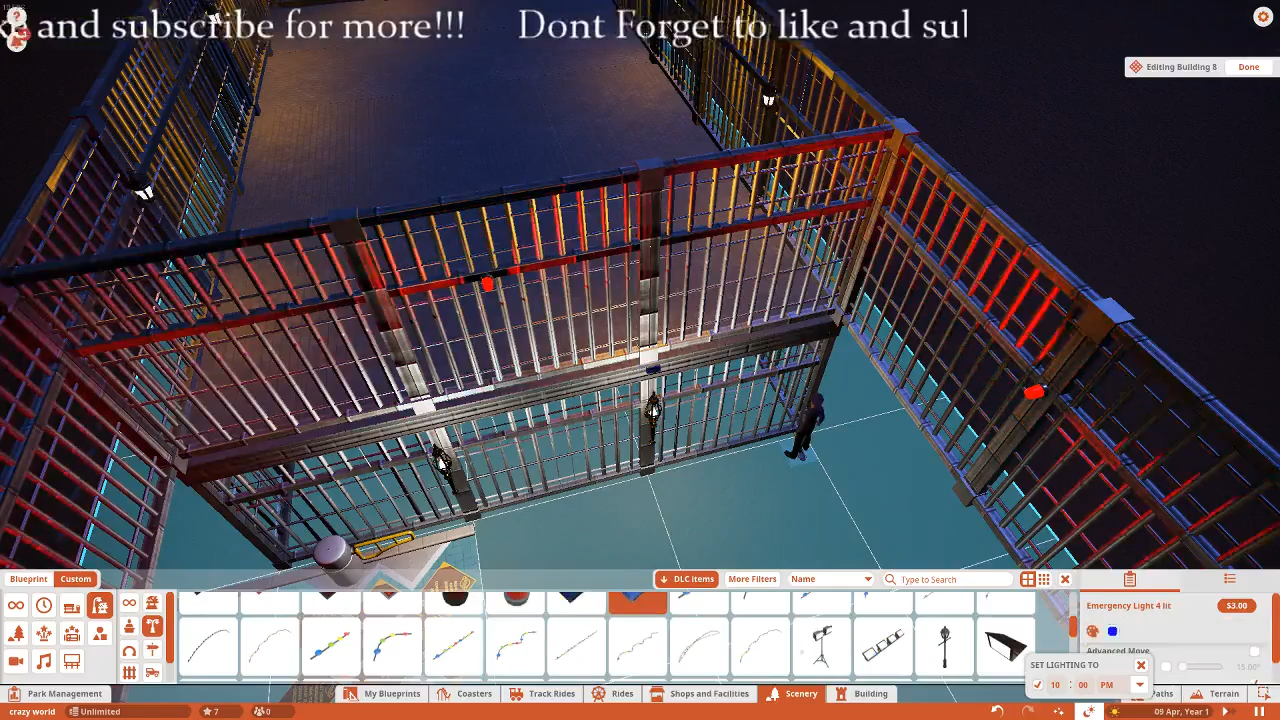 and subscribe for more!!! Dont Forget to like and sul
Editing Building 8 Done
Blueprint Custom
DLC Items More Filters Name Type to Search
Emergency Light 4 lit $3.00
Advanced Move
15.00°
SET LIGHTING TO
10 : 00 PM
Park Management My Blueprints Coasters Track Rides Rides Shops and Facilities Scenery Building Paths Terrain
crazy world Unlimited 7 0 09 Apr, Year 1